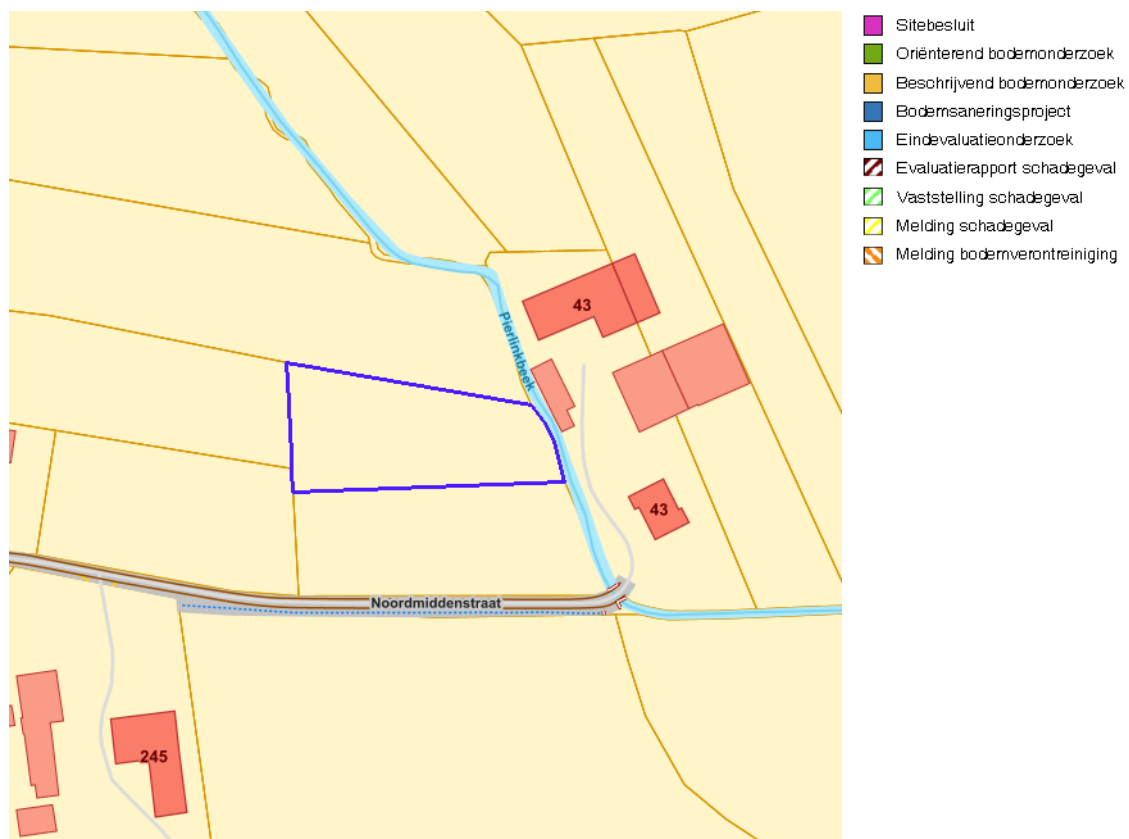 Sitebesluit
Oriënterend bodemonderzoek
Beschrijvend bodemonderzoek
Bodemsaneringsproject
Eindevaluatieonderzoek
Evaluatierapport schadegeval
Vaststelling schadegeval
Melding schadegeval
Melding bodemverontreiniging
43
Pierlinkbeek
43
Noordmiddenstraat
245